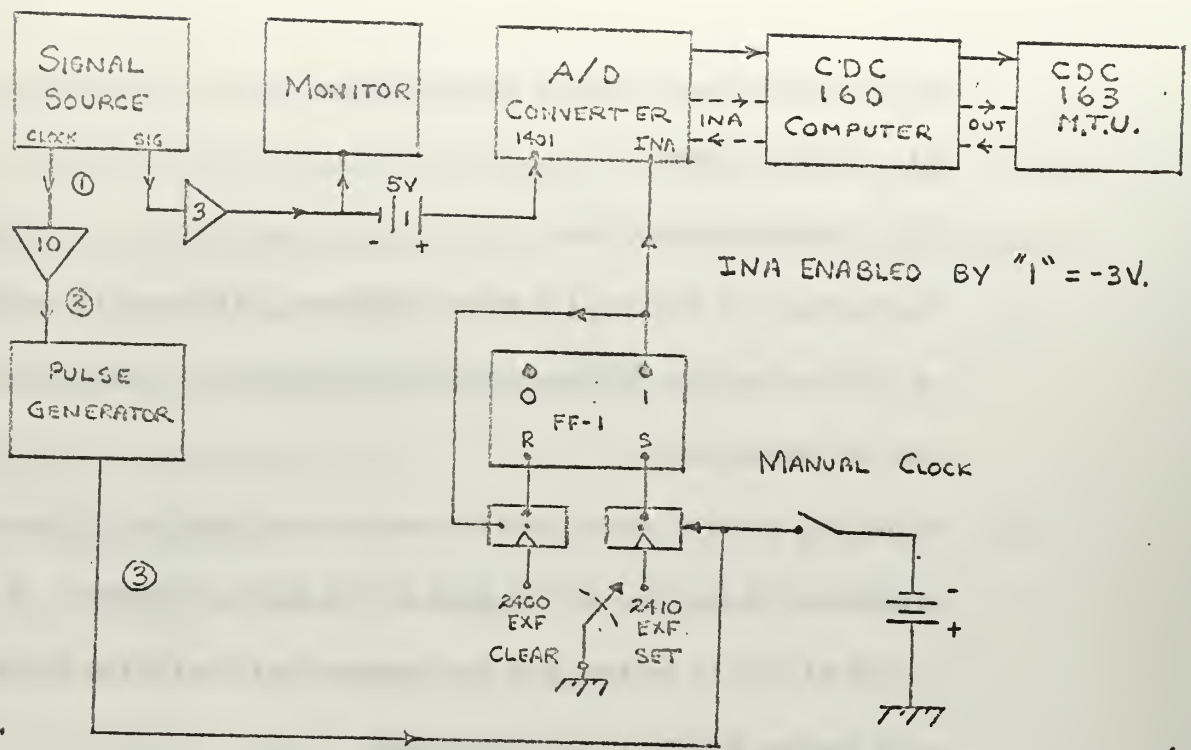 SIGNAL
SOURCE
CLOCK SIG
MONITOR
A/D
CONVERTER
1401 INA
INA
CDC
160
COMPUTER
OUT
CDC
163
M.T.U.
①
3
5V
- +
10
②
INA ENABLED BY "1" = -3V.
PULSE
GENERATOR
0 1
FF-1
R S
MANUAL CLOCK
③
2400
EXF
CLEAR
2410
EXF.
SET
-
+